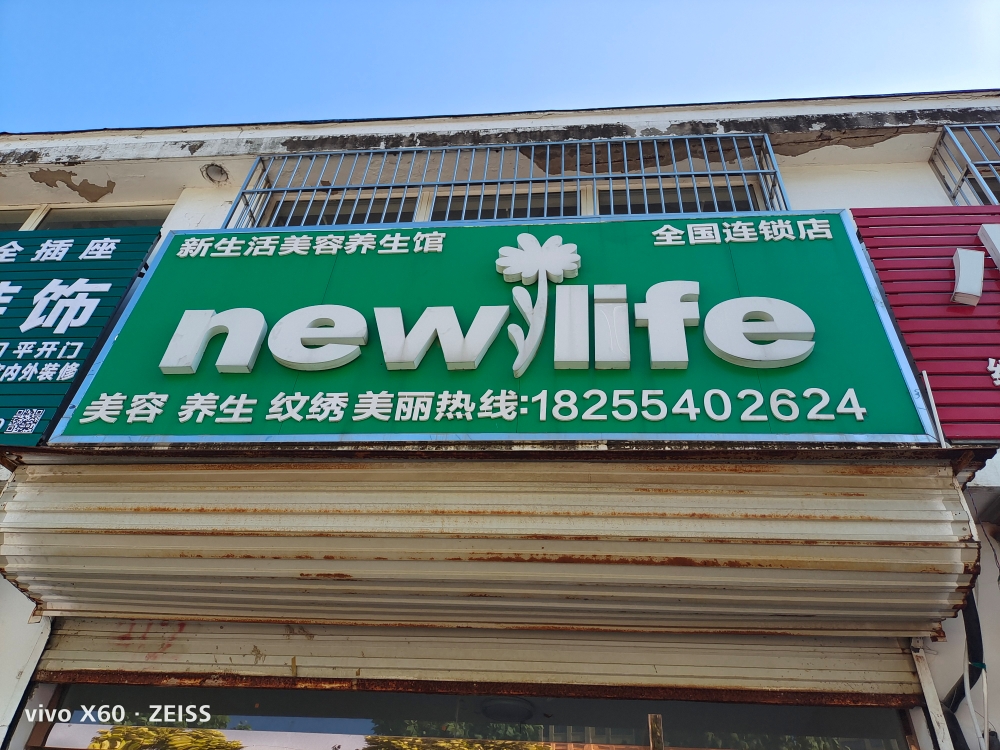 新生活美容养生馆
全国连锁店
newlife
美容 养生 纹绣 美丽热线:18255402624
全插座
饰
平开门
内外装修
vivo X60 · ZEISS